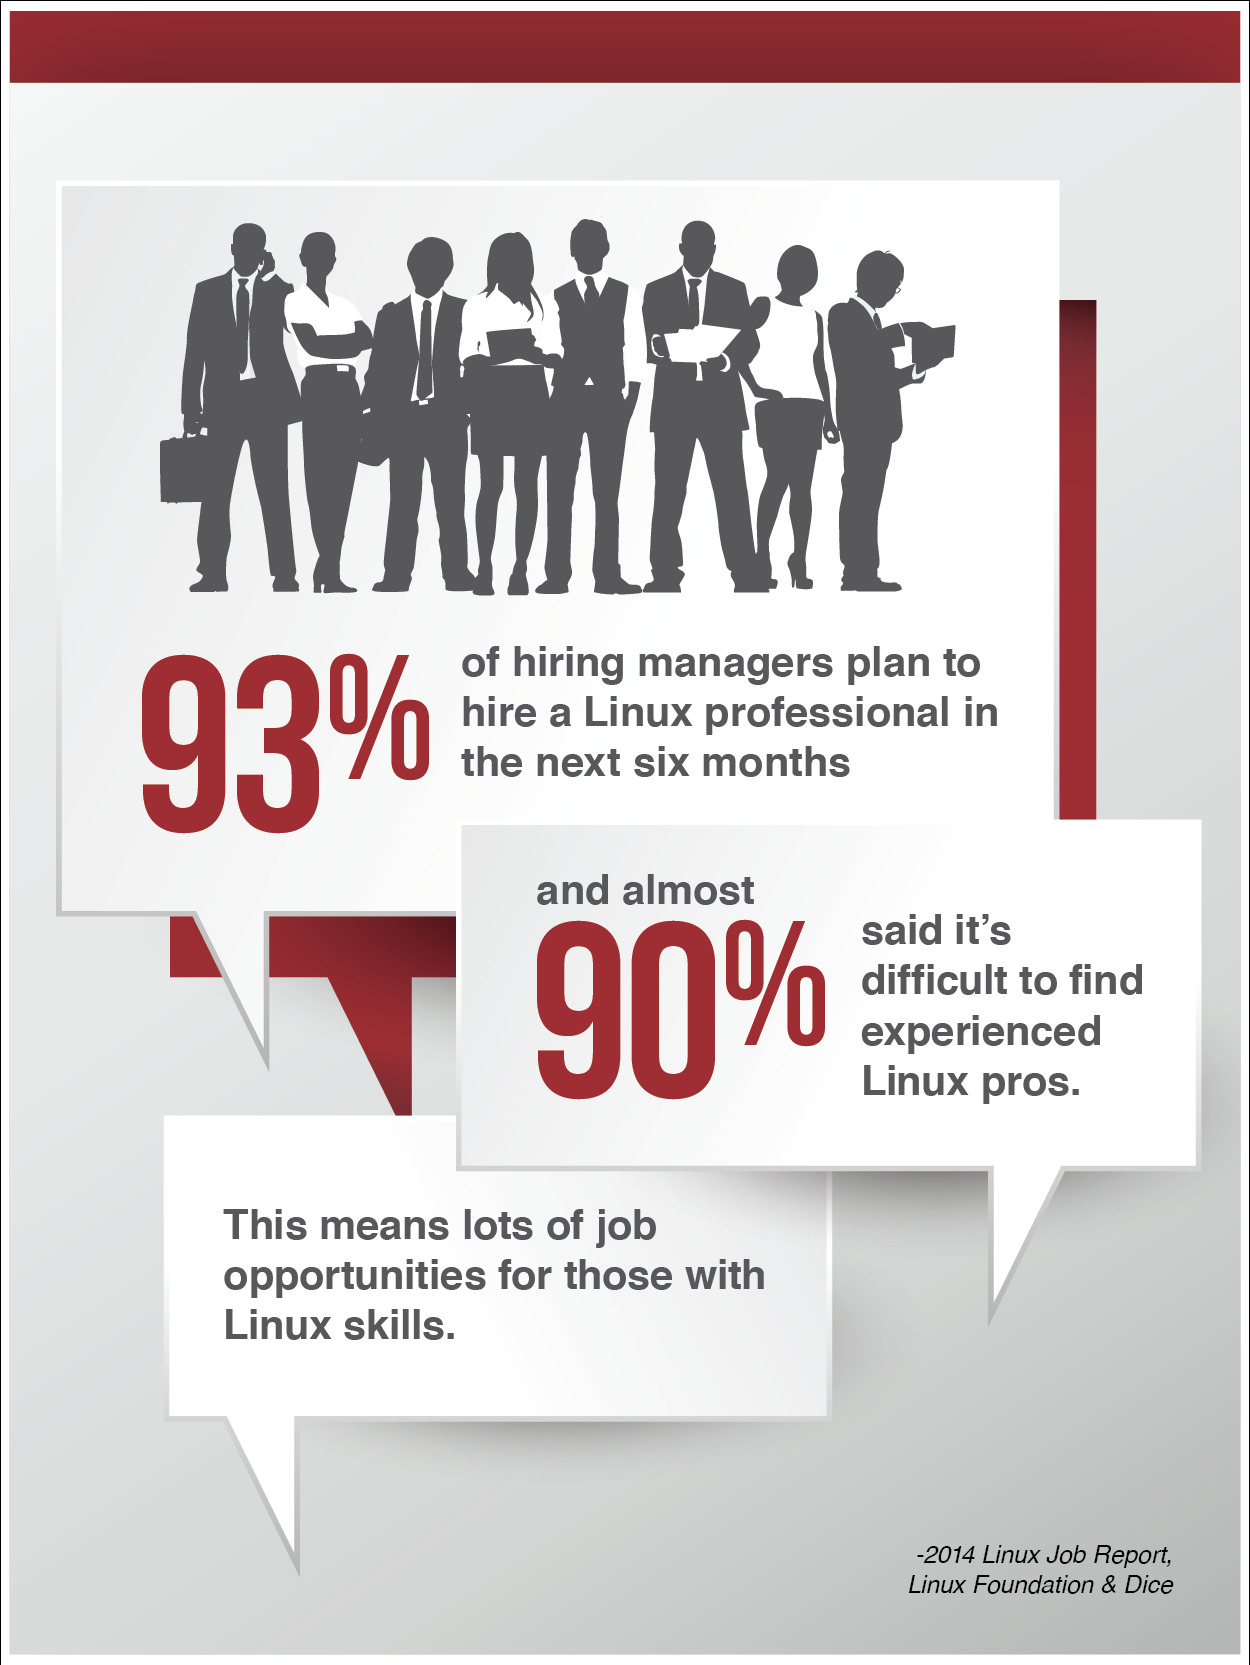 93%
of hiring managers plan to
hire a Linux professional in
the next six months
and almost
90%
said it’s
difficult to find
experienced
Linux pros.
This means lots of job
opportunities for those with
Linux skills.
-2014 Linux Job Report,
Linux Foundation & Dice